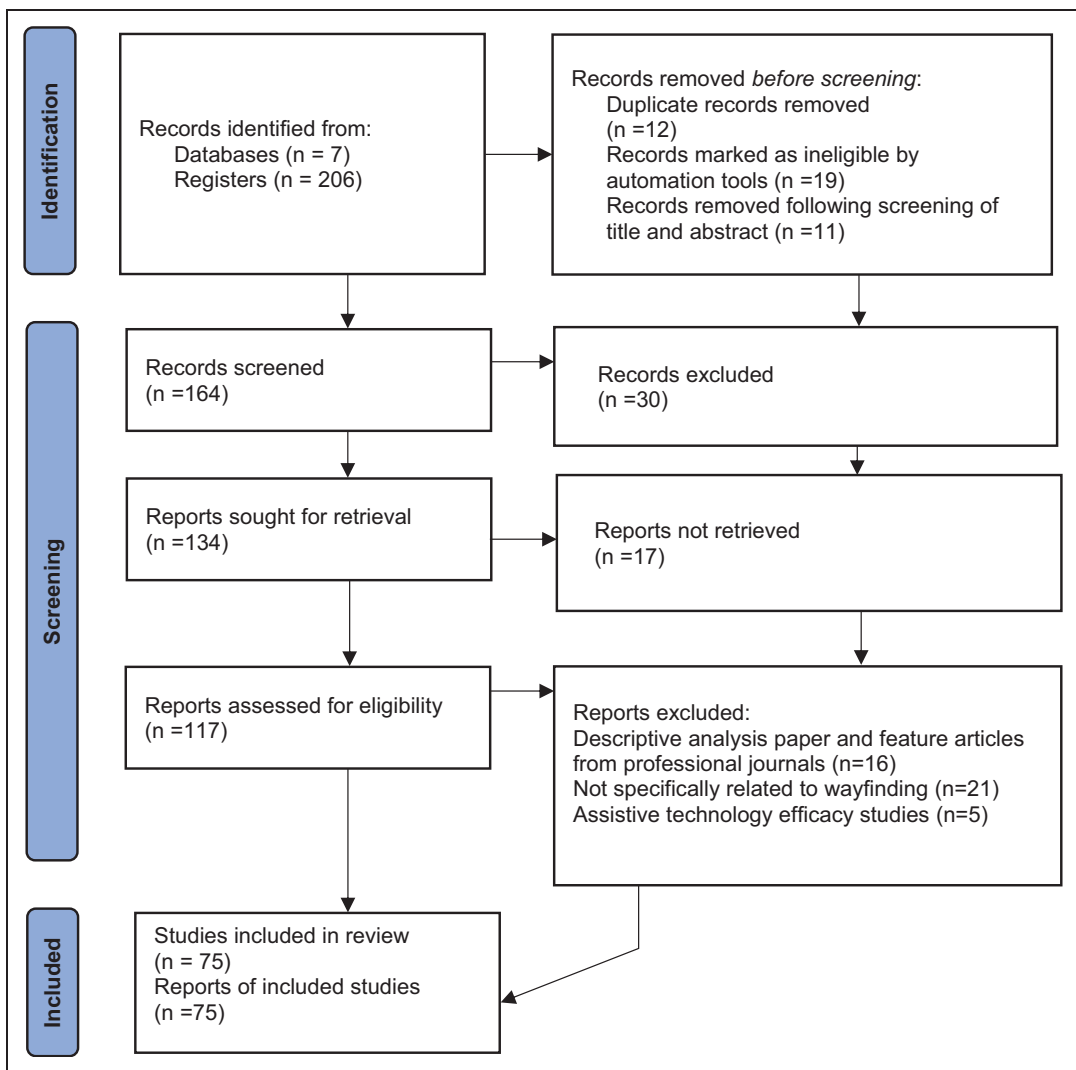 Identification
Records identified from:
Databases (n = 7)
Registers (n = 206)
Records removed before screening:
Duplicate records removed
(n =12)
Records marked as ineligible by
automation tools (n =19)
Records removed following screening of
title and abstract (n =11)
Screening
Records screened
(n =164)
Records excluded
(n =30)
Reports sought for retrieval
(n =134)
Reports not retrieved
(n =17)
Reports assessed for eligibility
(n =117)
Reports excluded:
Descriptive analysis paper and feature articles
from professional journals (n=16)
Not specifically related to wayfinding (n=21)
Assistive technology efficacy studies (n=5)
Included
Studies included in review
(n = 75)
Reports of included studies
(n =75)